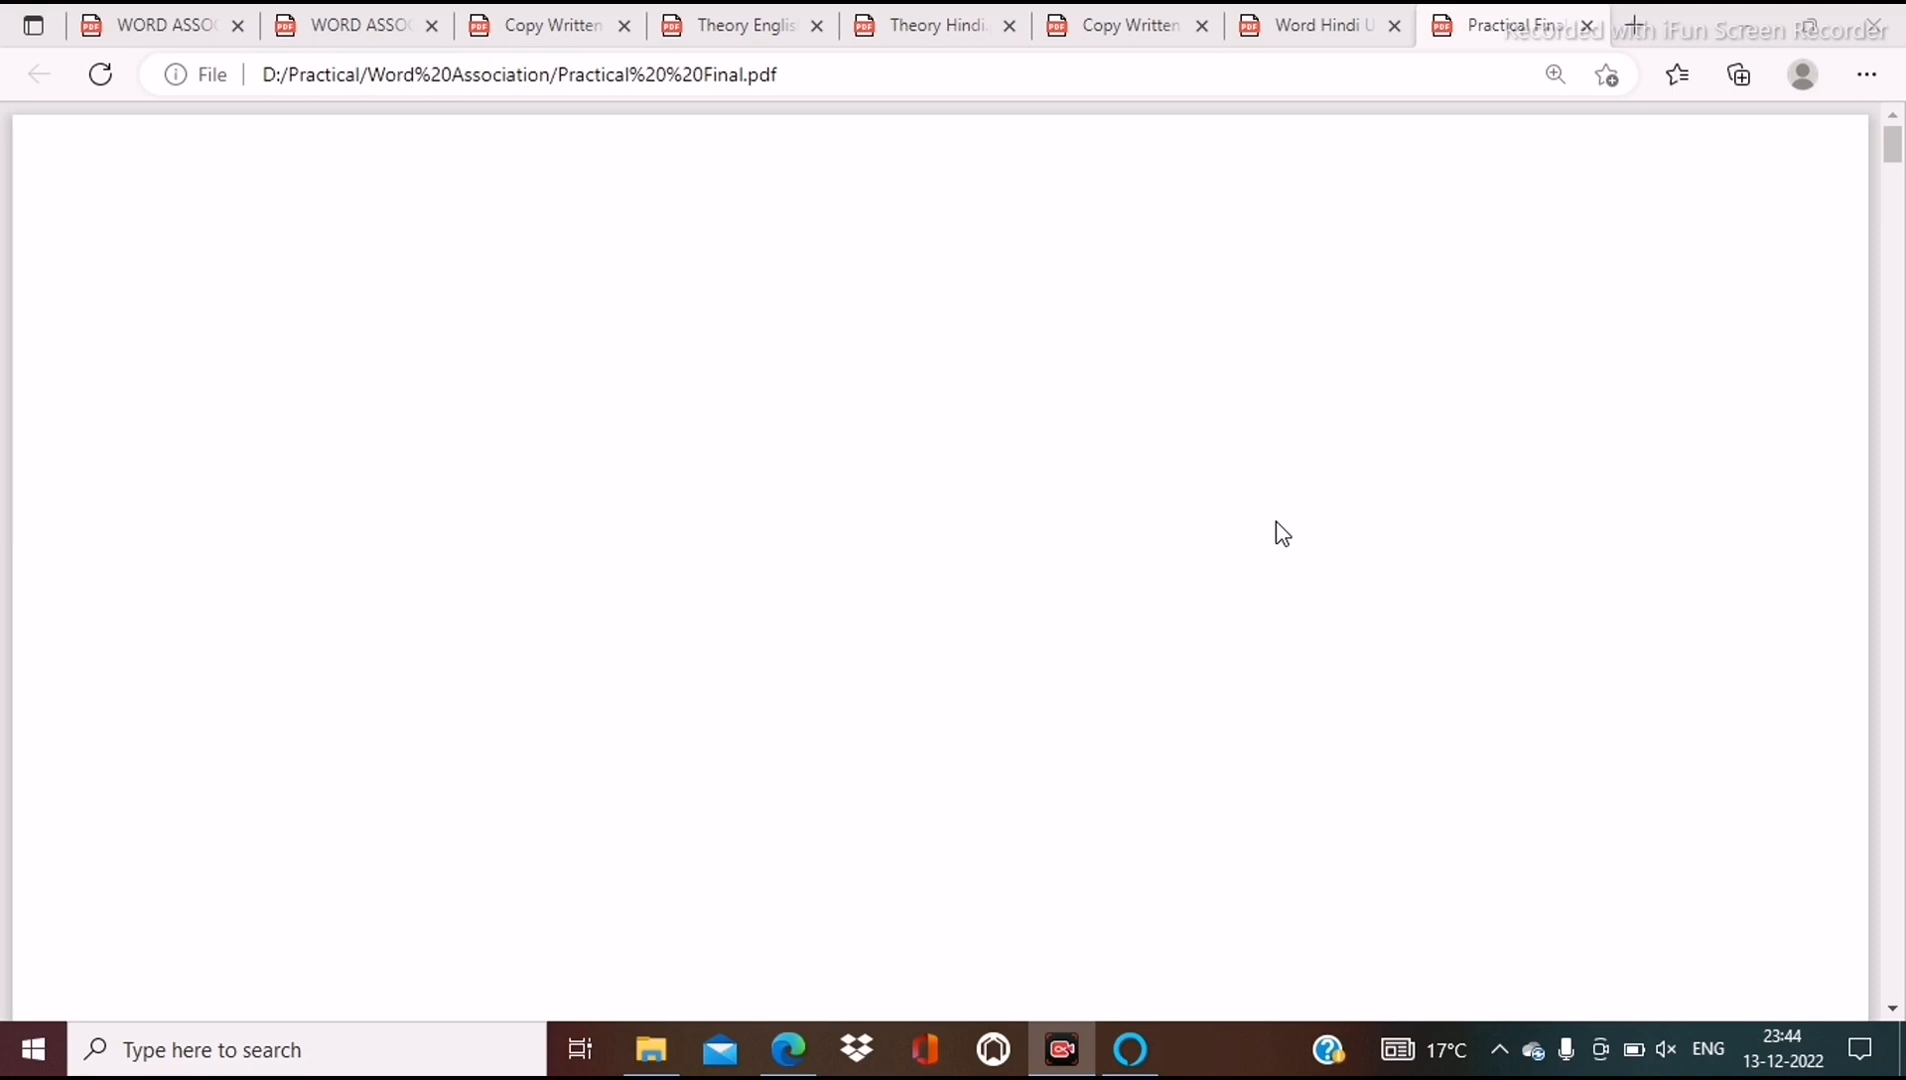 WORD ASSOC
WORD ASSOC
Copy Written
Theory Englis
Theory Hindi.
Copy Written
Word Hindi U
Practical Fina
Recorded with iFun Screen Recorder
File
D:/Practical/Word%20Association/Practical%20%20Final.pdf
Type here to search
17°C
ENG
23:44
13-12-2022